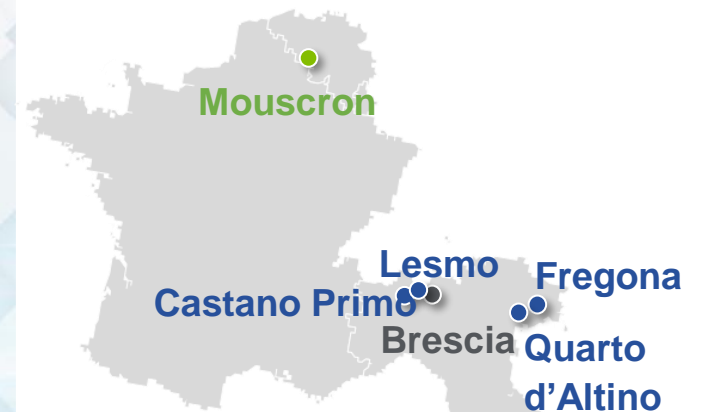 Mouscron
Lesmo
Fregona
Castano Primo
Brescia
Quarto
d’Altino